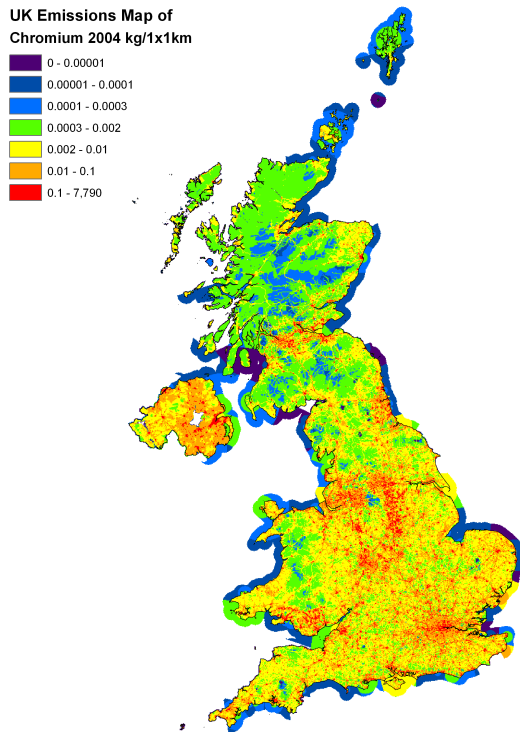 UK Emissions Map of
Chromium 2004 kg/1x1km
0 - 0.00001
0.00001 - 0.0001
0.0001 - 0.0003
0.0003 - 0.002
0.002 - 0.01
0.01 - 0.1
0.1 - 7,790